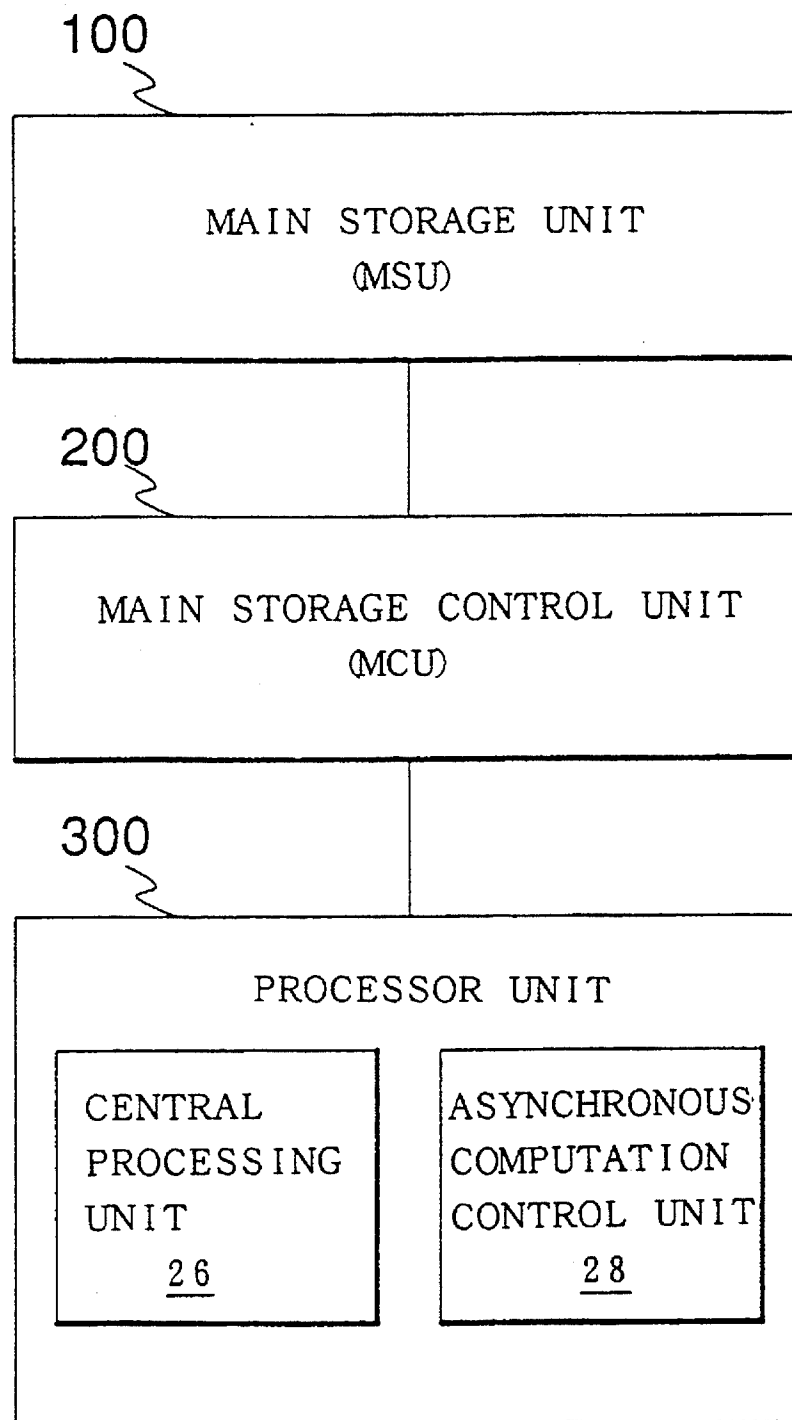 100
MAIN STORAGE UNIT
(MSU)
200
MAIN STORAGE CONTROL UNIT
(MCU)
300
PROCESSOR UNIT
CENTRAL
PROCESSING
UNIT
26
ASYNCHRONOUS
COMPUTATION
CONTROL UNIT
28